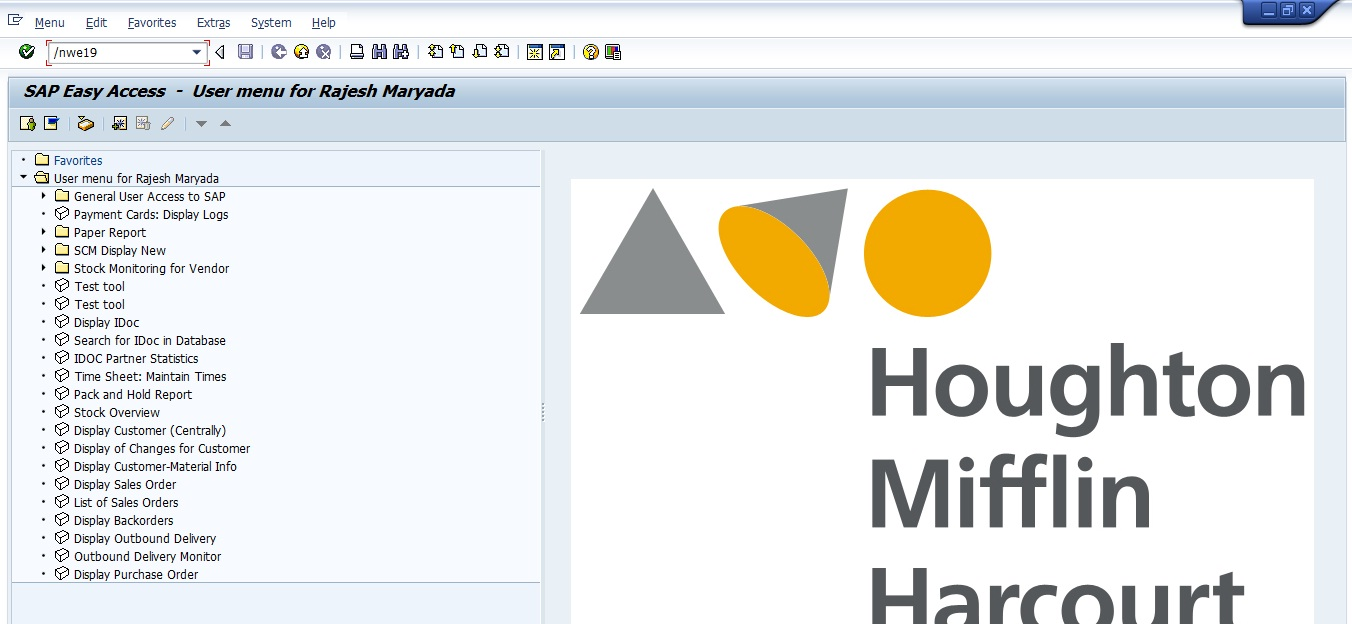 Menu Edit Favorites Extras System Help
/nwe19
SAP Easy Access - User menu for Rajesh Maryada
Favorites
User menu for Rajesh Maryada
General User Access to SAP
Payment Cards: Display Logs
Paper Report
SCM Display New
Stock Monitoring for Vendor
Test tool
Test tool
Display IDoc
Search for IDoc in Database
IDOC Partner Statistics
Time Sheet: Maintain Times
Pack and Hold Report
Stock Overview
Display Customer (Centrally)
Display of Changes for Customer
Display Customer-Material Info
Display Sales Order
List of Sales Orders
Display Backorders
Display Outbound Delivery
Outbound Delivery Monitor
Display Purchase Order
Houghton
Mifflin
Harcourt